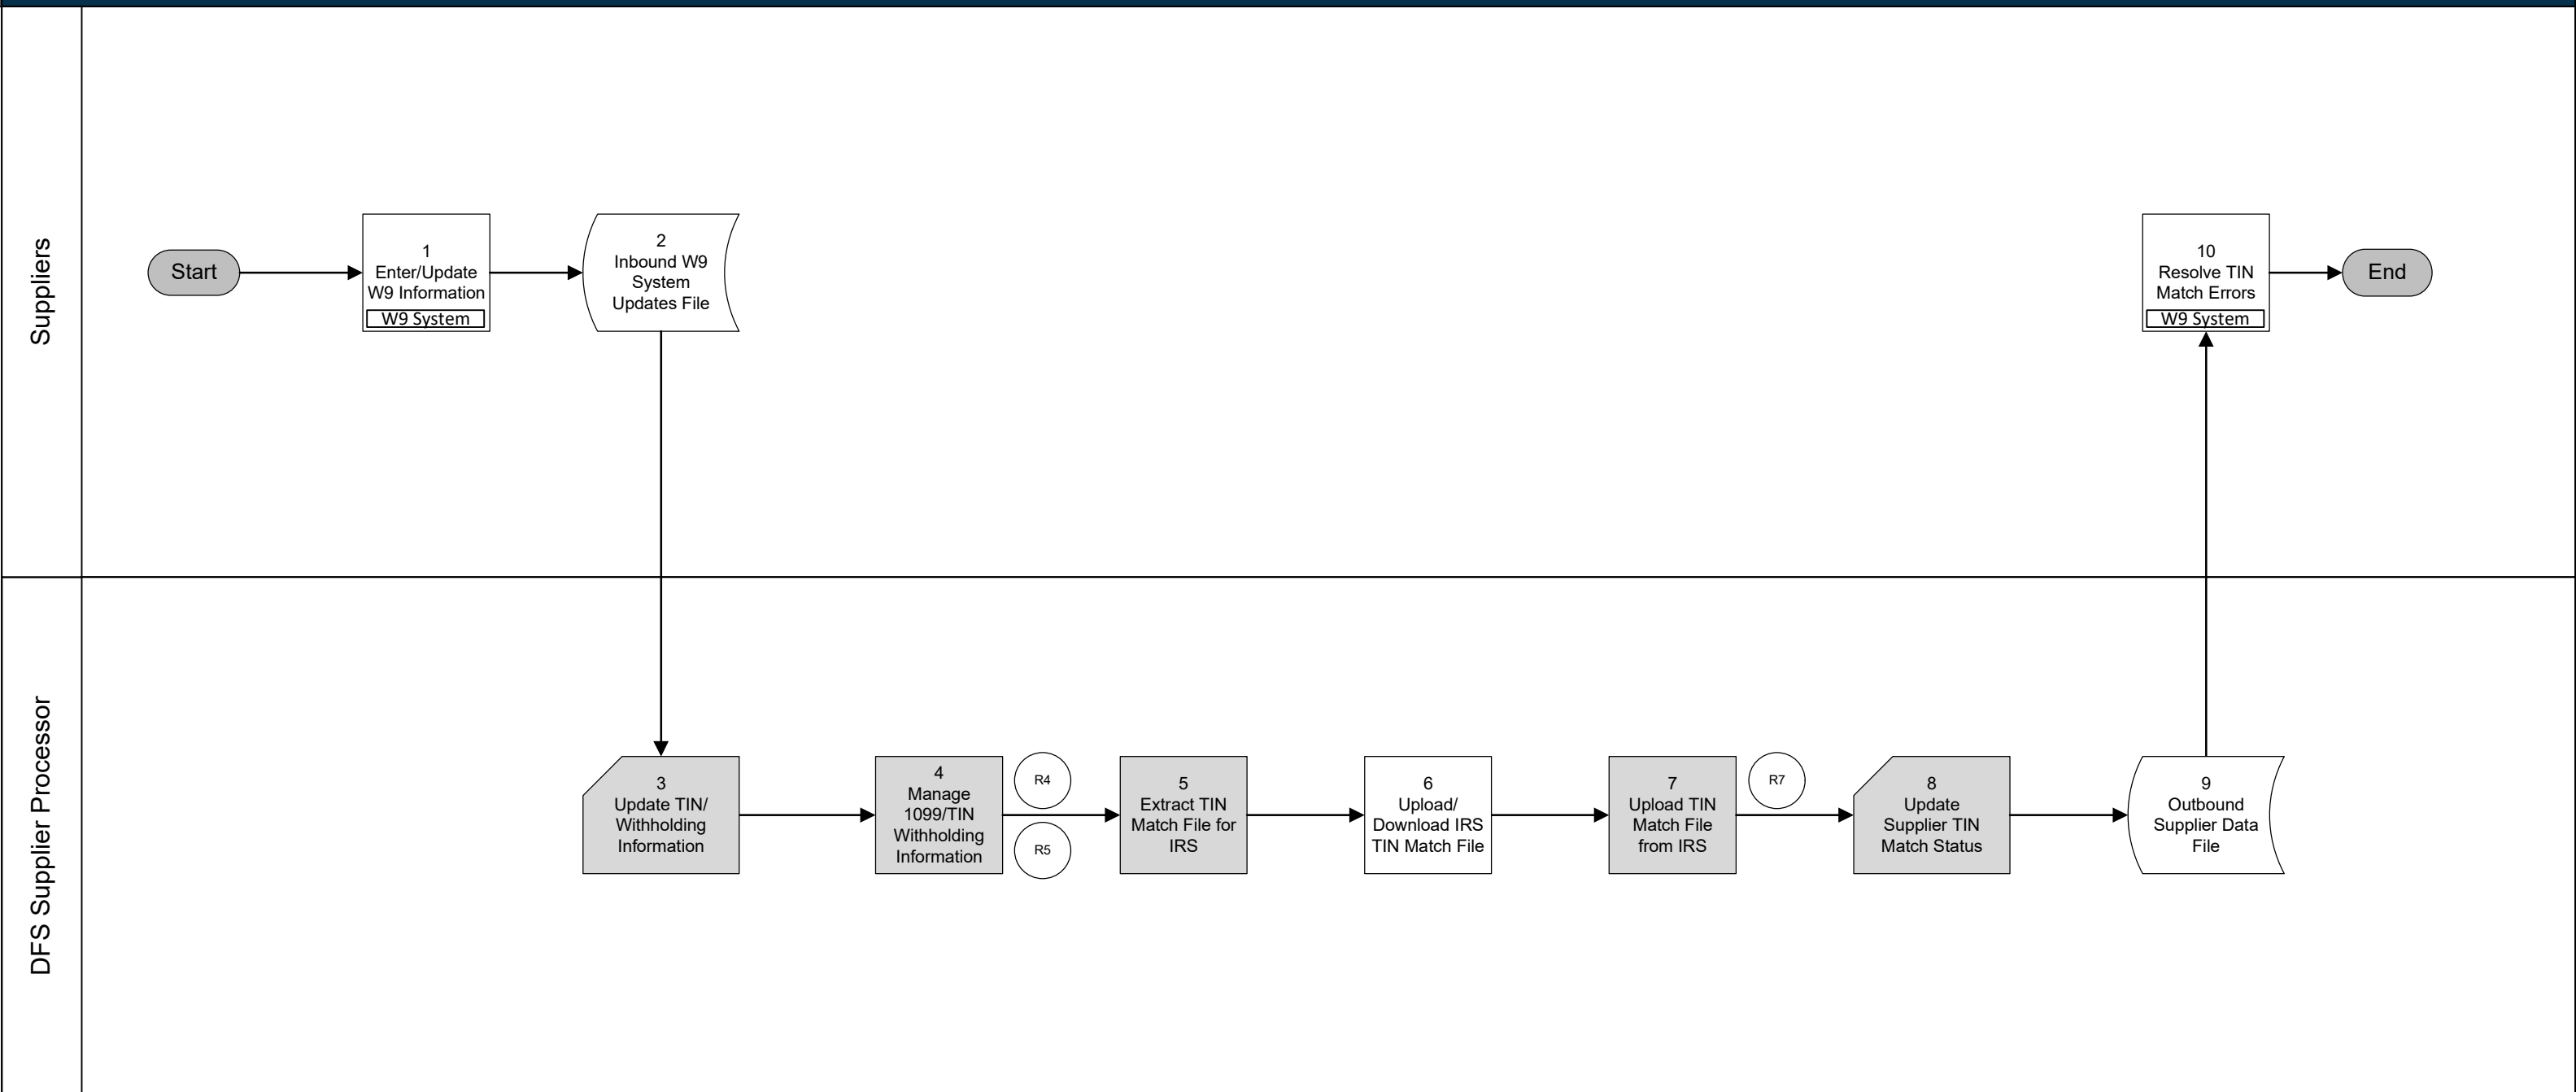 Suppliers
Start
1
Enter/Update
W9 Information
W9 System
2
Inbound W9
System
Updates File
10
Resolve TIN
Match Errors
W9 System
End
DFS Supplier Processor
3
Update TIN/
Withholding
Information
4
Manage
1099/TIN
Withholding
Information
R4
R5
5
Extract TIN
Match File for
IRS
6
Upload/
Download IRS
TIN Match File
7
Upload TIN
Match File
from IRS
R7
8
Update
Supplier TIN
Match Status
9
Outbound
Supplier Data
File